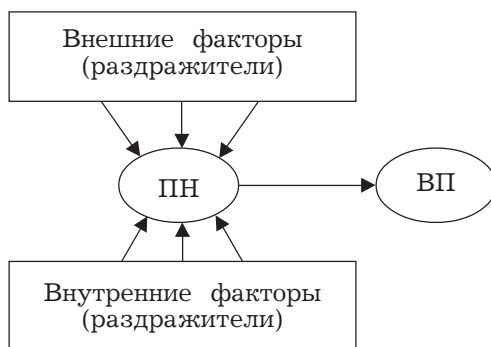 Внешние факторы
(раздражители)
ПН
ВП
Внутренние факторы
(раздражители)